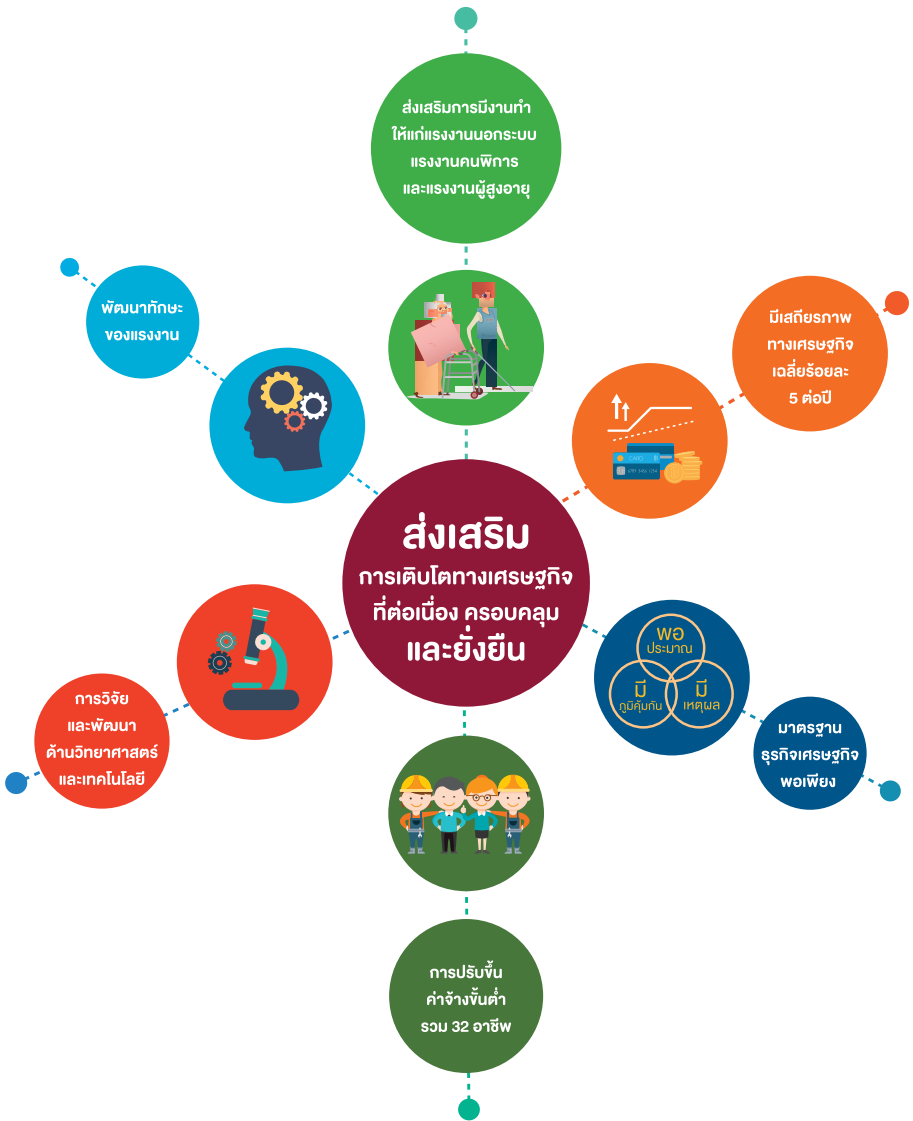 ส่งเสริมการมีงานทำ
ให้แก่แรงงานนอกระบบ
แรงงานคนพิการ
และแรงงานผู้สูงอายุ
พัฒนาทักษะ
ของแรงงาน
มีเสถียรภาพ
ทางเศรษฐกิจ
เฉลี่ยร้อยละ
5 ต่อปี
CARD
ส่งเสริม
การเติบโตทางเศรษฐกิจ
ที่ต่อเนื่อง ครอบคลุม
และยั่งยืน
พอ
ประมาณ
มี
ภูมิคุ้มกัน
มี
เหตุผล
การวิจัย
และพัฒนา
ด้านวิทยาศาสตร์
และเทคโนโลยี
มาตรฐาน
ธุรกิจเศรษฐกิจ
พอเพียง
การปรับขึ้น
ค่าจ้างขั้นต่ำ
รวม 32 อาชีพ